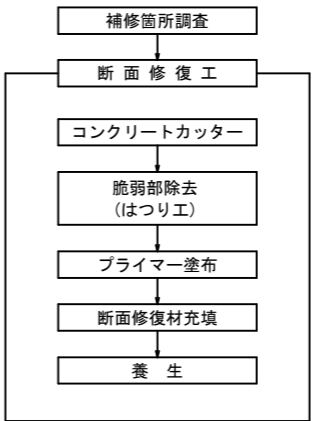 補修箇所調査
断面修復工
コンクリートカッター
脆弱部除去
(はつり工)
プライマー塗布
断面修復材充填
養　生